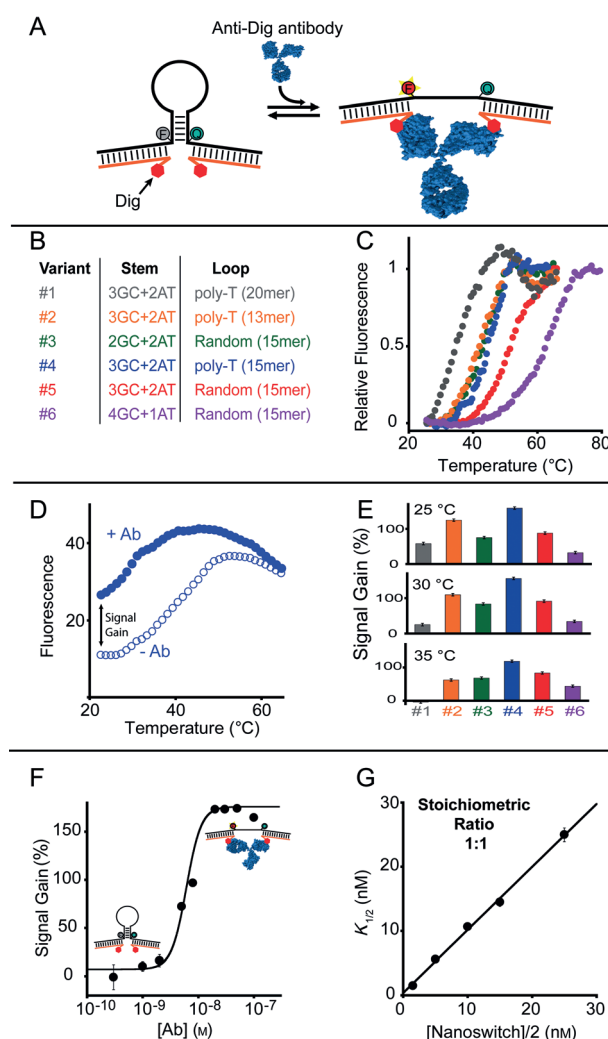 A
Anti-Dig antibody
F
Q
F
Q
Dig
B
Variant Stem Loop
#1 3GC+2AT poly-T (20mer)
#2 3GC+2AT poly-T (13mer)
#3 2GC+2AT Random (15mer)
#4 3GC+2AT poly-T (15mer)
#5 3GC+2AT Random (15mer)
#6 4GC+1AT Random (15mer)
C
Relative Fluorescence
1
0.5
0
20 40 60 80
Temperature (°C)
D
+ Ab
Signal
Gain
- Ab
Fluorescence
40
20
20 40 60
Temperature (°C)
E
Signal Gain (%)
25 °C
100
0
30 °C
100
0
35 °C
100
0
#1 #2 #3 #4 #5 #6
F
Signal Gain (%)
150
100
50
0
10-10 10-9 10-8 10-7
[Ab] (M)
G
Stoichiometric
Ratio
1:1
K1/2 (nM)
30
20
10
0
0 10 20 30
[Nanoswitch]/2 (nM)